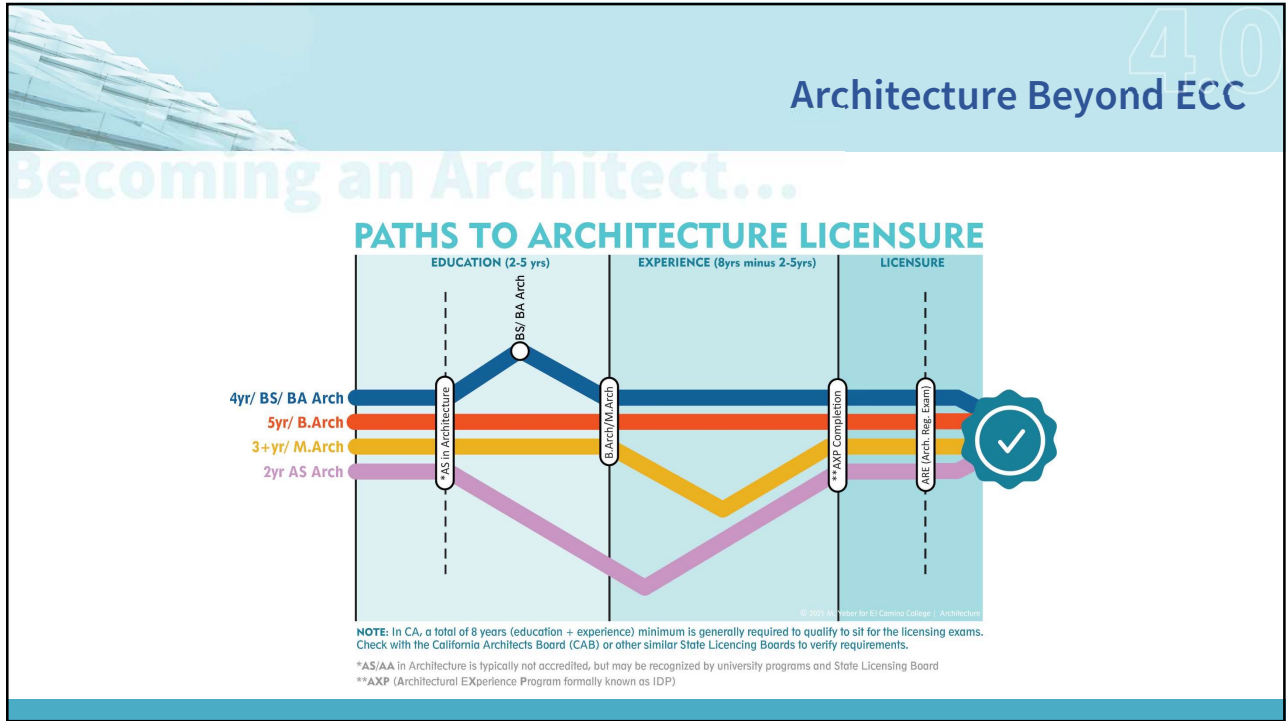 4.0
Architecture Beyond ECC
Becoming an Architect...
PATHS TO ARCHITECTURE LICENSURE
EDUCATION (2-5 yrs)
EXPERIENCE (8yrs minus 2-5yrs)
LICENSURE
BS/ BA Arch
4yr/ BS/ BA Arch
5yr/ B.Arch
3+yr/ M.Arch
2yr AS Arch
*AS in Architecture
B.Arch/M.Arch
**AXP Completion
ARE (Arch. Reg. Exam)
for El Camino College | Architecture
NOTE: In CA, a total of 8 years (education + experience) minimum is generally required to qualify to sit for the licensing exams.
Check with the California Architects Board (CAB) or other similar State Licencing Boards to verify requirements.
*AS/AA in Architecture is typically not accredited, but may be recognized by university programs and State Licensing Board
**AXP (Architectural EXperience Program formally known as IDP)